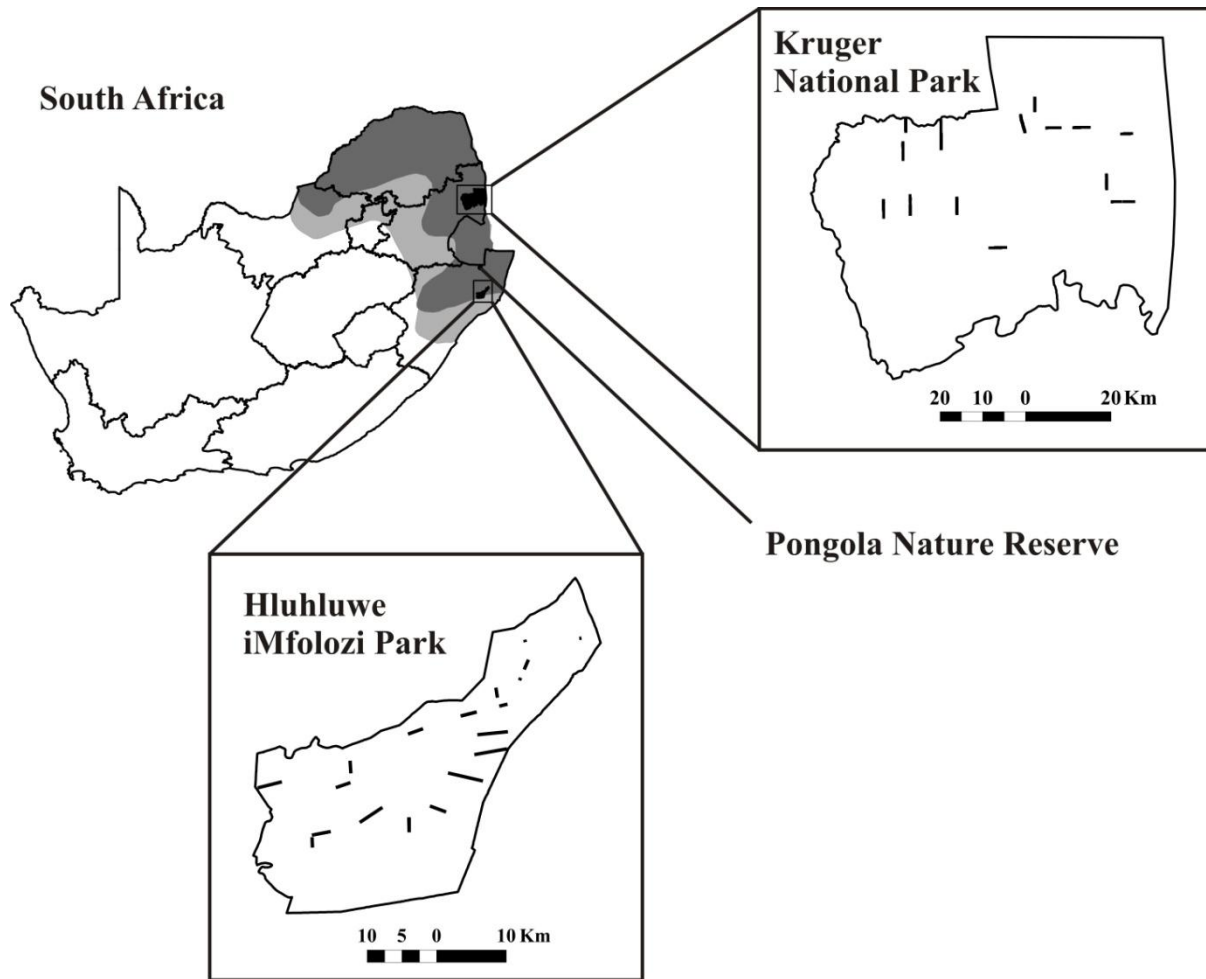 South Africa
Kruger
National Park
20 10 0 20 Km
Pongola Nature Reserve
Hluhluwe
iMfolozi Park
10 5 0 10 Km